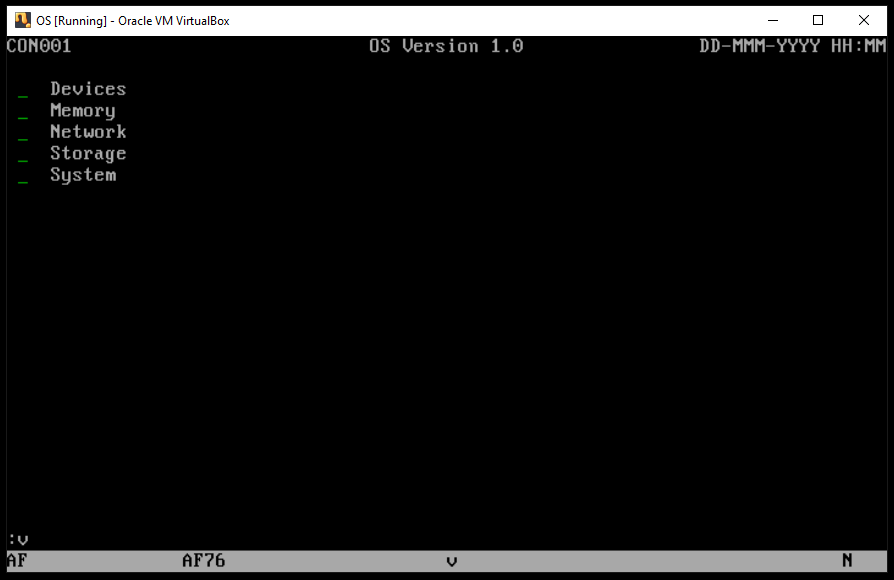 OS [Running] - Oracle VM VirtualBox
CON001 OS Version 1.0 DD-MMM-YYYY HH:MM
_ Devices
_ Memory
_ Network
_ Storage
_ System
:v
AF AF76 v N